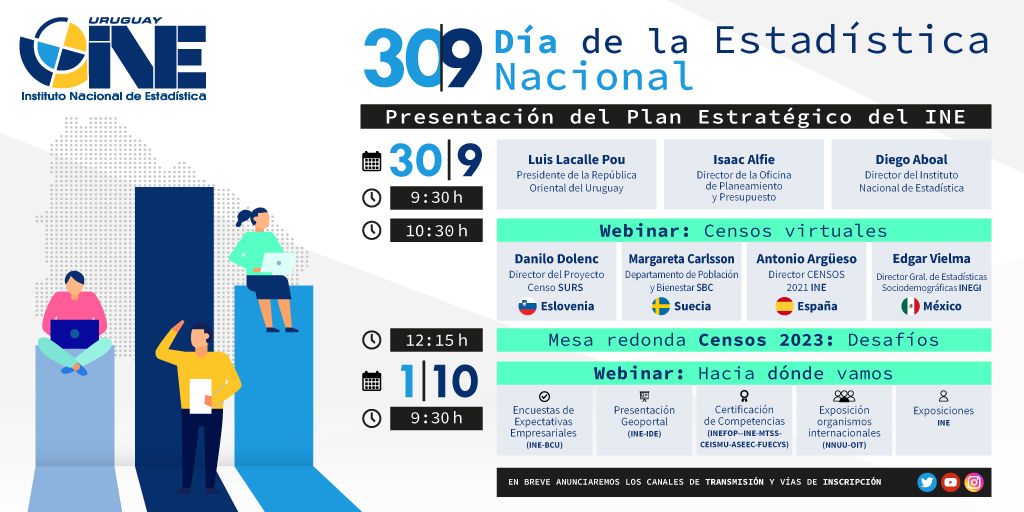 URUGUAY
INE
Instituto Nacional de Estadística
30|9
Día de la Estadística
Nacional
Presentación del Plan Estratégico del INE
30|9
9:30 h
Luis Lacalle Pou
Presidente de la República
Oriental del Uruguay
Isaac Alfie
Director de la Oficina
de Planeamiento
y Presupuesto
Diego Aboal
Director del Instituto
Nacional de Estadística
10:30 h
Webinar: Censos virtuales
Danilo Dolenc
Director del Proyecto
Censo SURS
Eslovenia
Margareta Carlsson
Departamento de Población
y Bienestar SBC
Suecia
Antonio Argüeso
Director CENSOS
2021 INE
España
Edgar Vielma
Director Gral. de Estadísticas
Sociodemográficas INEGI
México
12:15 h
Mesa redonda Censos 2023: Desafíos
1|10
Webinar: Hacia dónde vamos
9:30 h
Encuestas de
Expectativas
Empresariales
(INE-BCU)
Presentación
Geoportal
(INE-IDE)
Certificación
de Competencias
(INEFOP--INE-MTSS-
CEISMU-ASEEC-FUECYS)
Exposición
organismos
internacionales
(NNUU-OIT)
Exposiciones
INE
EN BREVE ANUNCIAREMOS LOS CANALES DE TRANSMISIÓN Y VÍAS DE INSCRIPCIÓN